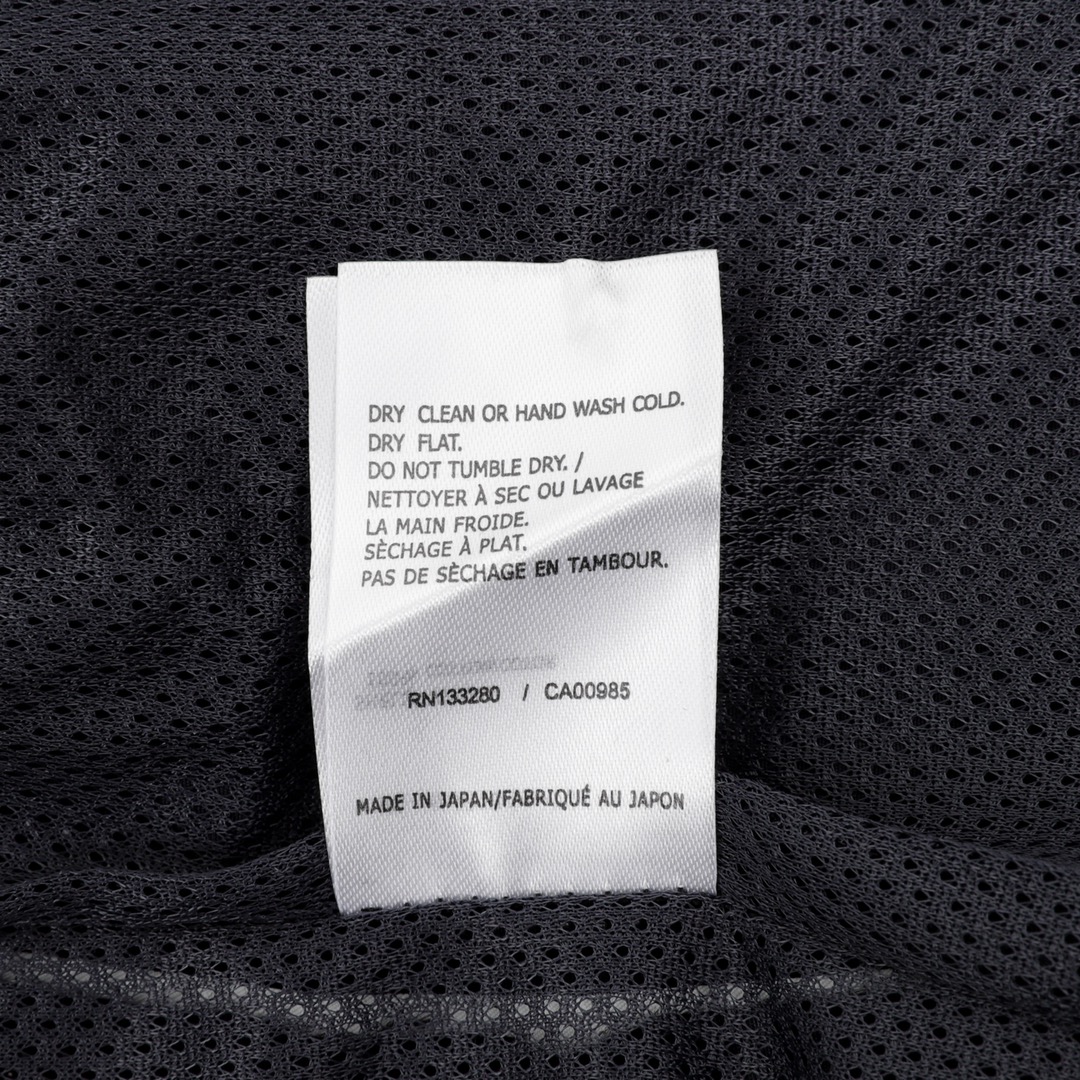 DRY CLEAN OR HAND WASH COLD.
DRY FLAT.
DO NOT TUMBLE DRY. /
NETTOYER À SEC OU LAVAGE
LA MAIN FROIDE.
SÈCHAGE À PLAT.
PAS DE SÈCHAGE EN TAMBOUR.
RN133280 / CA00985
MADE IN JAPAN/FABRIQUÉ AU JAPON